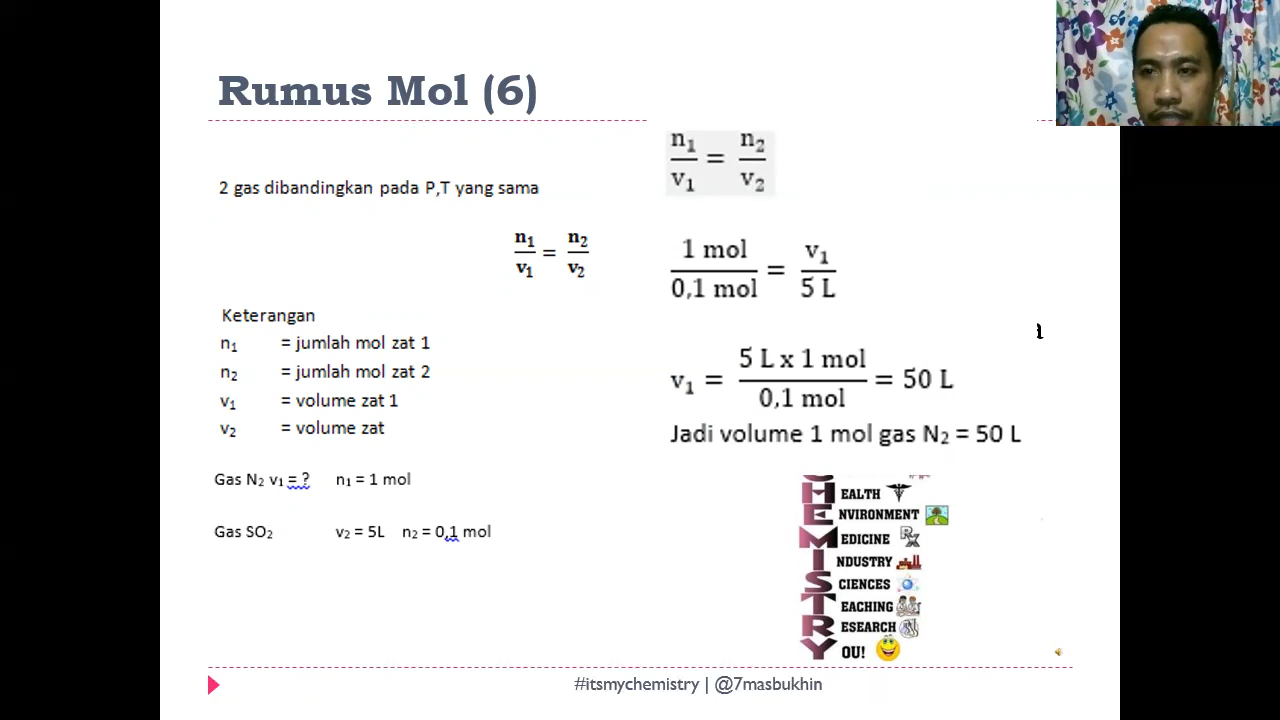 Rumus Mol (6)
2 gas dibandingkan pada P,T yang sama
n₁/v₁ = n₂/v₂
Keterangan
n₁ = jumlah mol zat 1
n₂ = jumlah mol zat 2
v₁ = volume zat 1
v₂ = volume zat
Gas N₂ v₁ = ? n₁ = 1 mol
Gas SO₂ v₂ = 5L n₂ = 0,1 mol
n₁/v₁ = n₂/v₂
1 mol/0,1 mol = v₁/5 L
v₁ = 5 L x 1 mol/0,1 mol = 50 L
Jadi volume 1 mol gas N₂ = 50 L
a
HEALTH
ENVIRONMENT
MEDICINE Rx
INDUSTRY
SCIENCES
TEACHING
RESEARCH
YOU!
#itsmychemistry | @7masbukhin